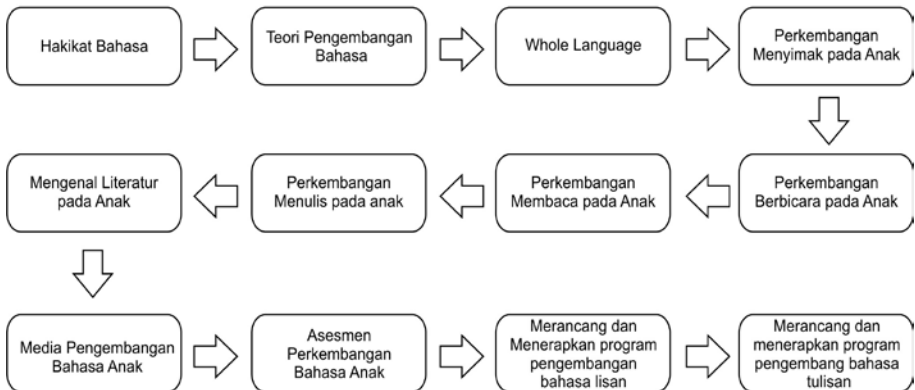 Hakikat Bahasa
Teori Pengembangan
Bahasa
Whole Language
Perkembangan
Menyimak pada Anak
Perkembangan
Berbicara pada Anak
Perkembangan
Membaca pada Anak
Perkembangan
Menulis pada anak
Mengenal Literatur
pada Anak
Media Pengembangan
Bahasa Anak
Asesmen
Perkembangan
Bahasa Anak
Merancang dan
Menerapkan program
pengembangan
bahasa lisan
Merancang dan
menerapkan program
pengembang bahasa
tulisan